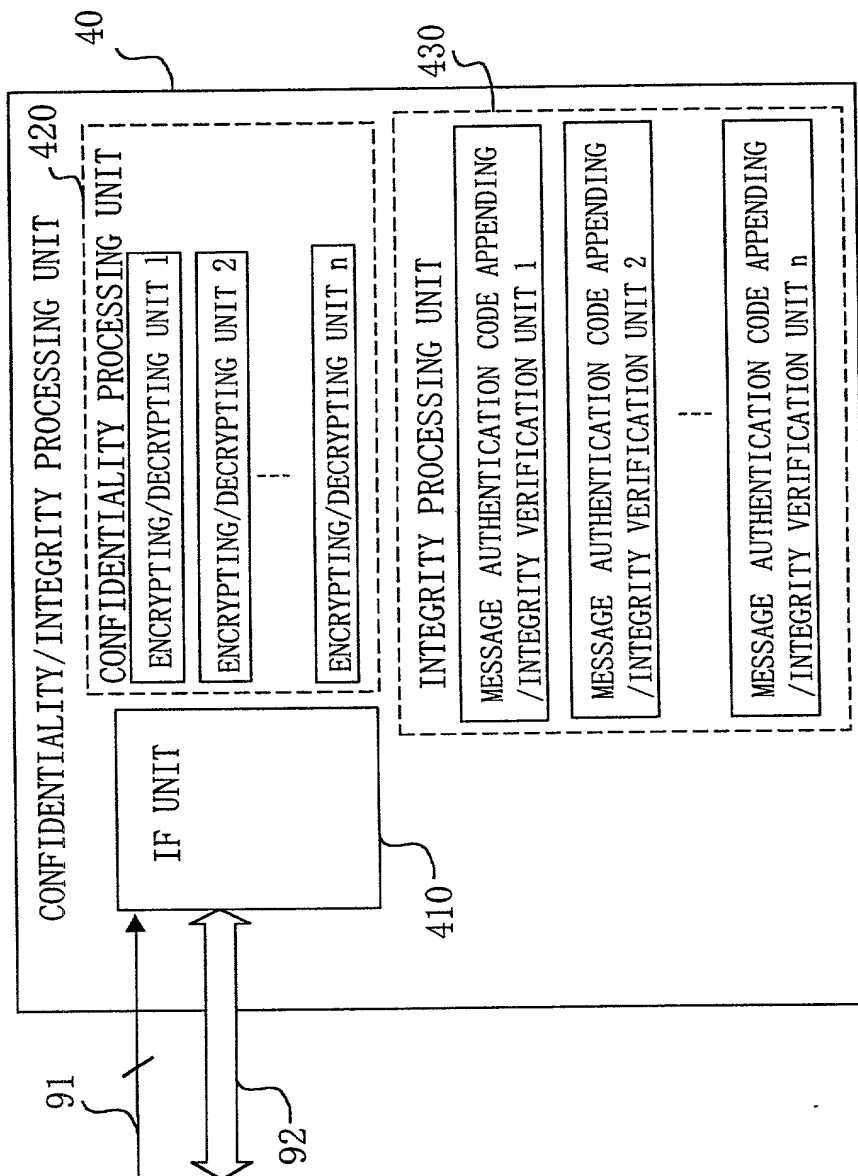 CONFIDENTIALITY/INTEGRITY PROCESSING UNIT
40
420
CONFIDENTIALITY PROCESSING UNIT
ENCRYPTING/DECRYPTING UNIT 1
ENCRYPTING/DECRYPTING UNIT 2
ENCRYPTING/DECRYPTING UNIT n
IF UNIT
410
91
92
430
INTEGRITY PROCESSING UNIT
MESSAGE AUTHENTICATION CODE APPENDING
/INTEGRITY VERIFICATION UNIT 1
MESSAGE AUTHENTICATION CODE APPENDING
/INTEGRITY VERIFICATION UNIT 2
MESSAGE AUTHENTICATION CODE APPENDING
/INTEGRITY VERIFICATION UNIT n